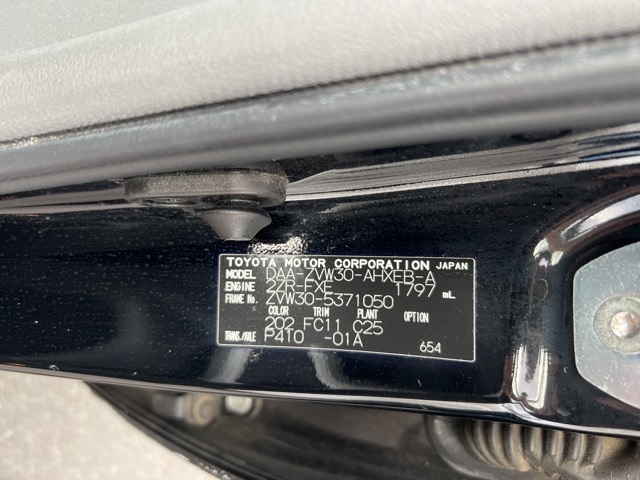 TOYOTA MOTOR CORPORATION JAPAN
MODEL DAA-ZVW30-AHXEB-A
ENGINE 2ZR-FXE 1797 mL
FRAME No. ZVW30-5371050
COLOR TRIM PLANT OPTION
202 FC11 C25
TRANS./AXLE P410 -01A
654